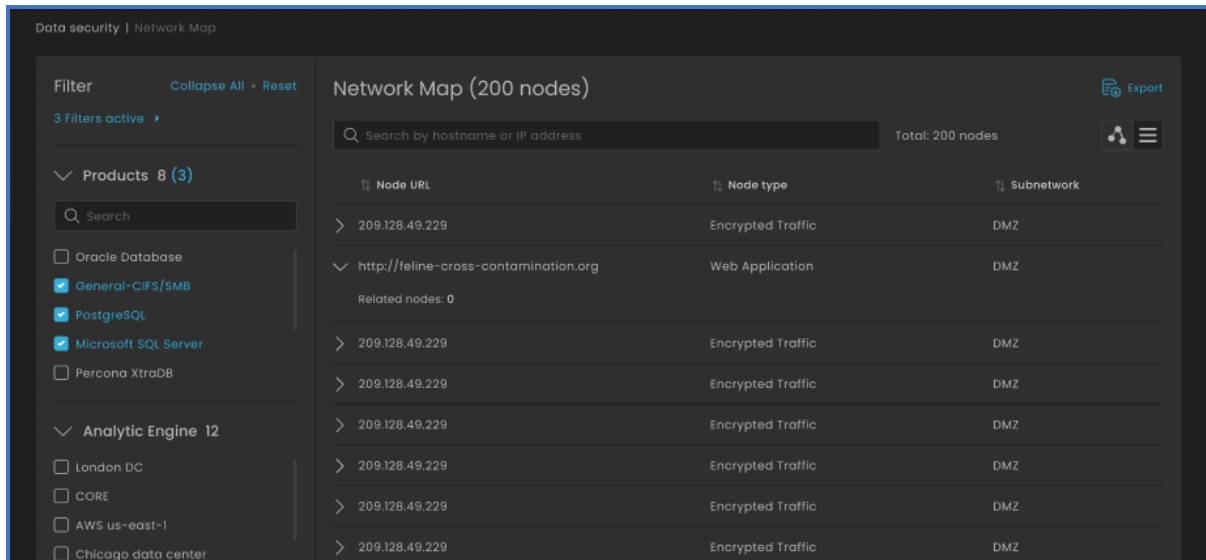 Data security | Network Map
Filter
Collapse All • Reset
3 Filters active
Products 8 (3)
Search
Oracle Database
General-CIFS/SMB
PostgreSQL
Microsoft SQL Server
Percona XtraDB
Analytic Engine 12
London DC
CORE
AWS us-east-1
Chicago data center
Network Map (200 nodes)
Export
Search by hostname or IP address
Total: 200 nodes
Node URL Node type Subnetwork
209.128.49.229 Encrypted Traffic DMZ
http://feline-cross-contamination.org Web Application DMZ
Related nodes: 0
209.128.49.229 Encrypted Traffic DMZ
209.128.49.229 Encrypted Traffic DMZ
209.128.49.229 Encrypted Traffic DMZ
209.128.49.229 Encrypted Traffic DMZ
209.128.49.229 Encrypted Traffic DMZ
209.128.49.229 Encrypted Traffic DMZ